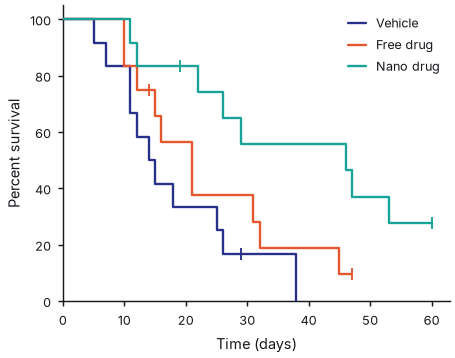 Vehicle
Free drug
Nano drug
Percent survival
100
80
60
40
20
0
0 10 20 30 40 50 60
Time (days)